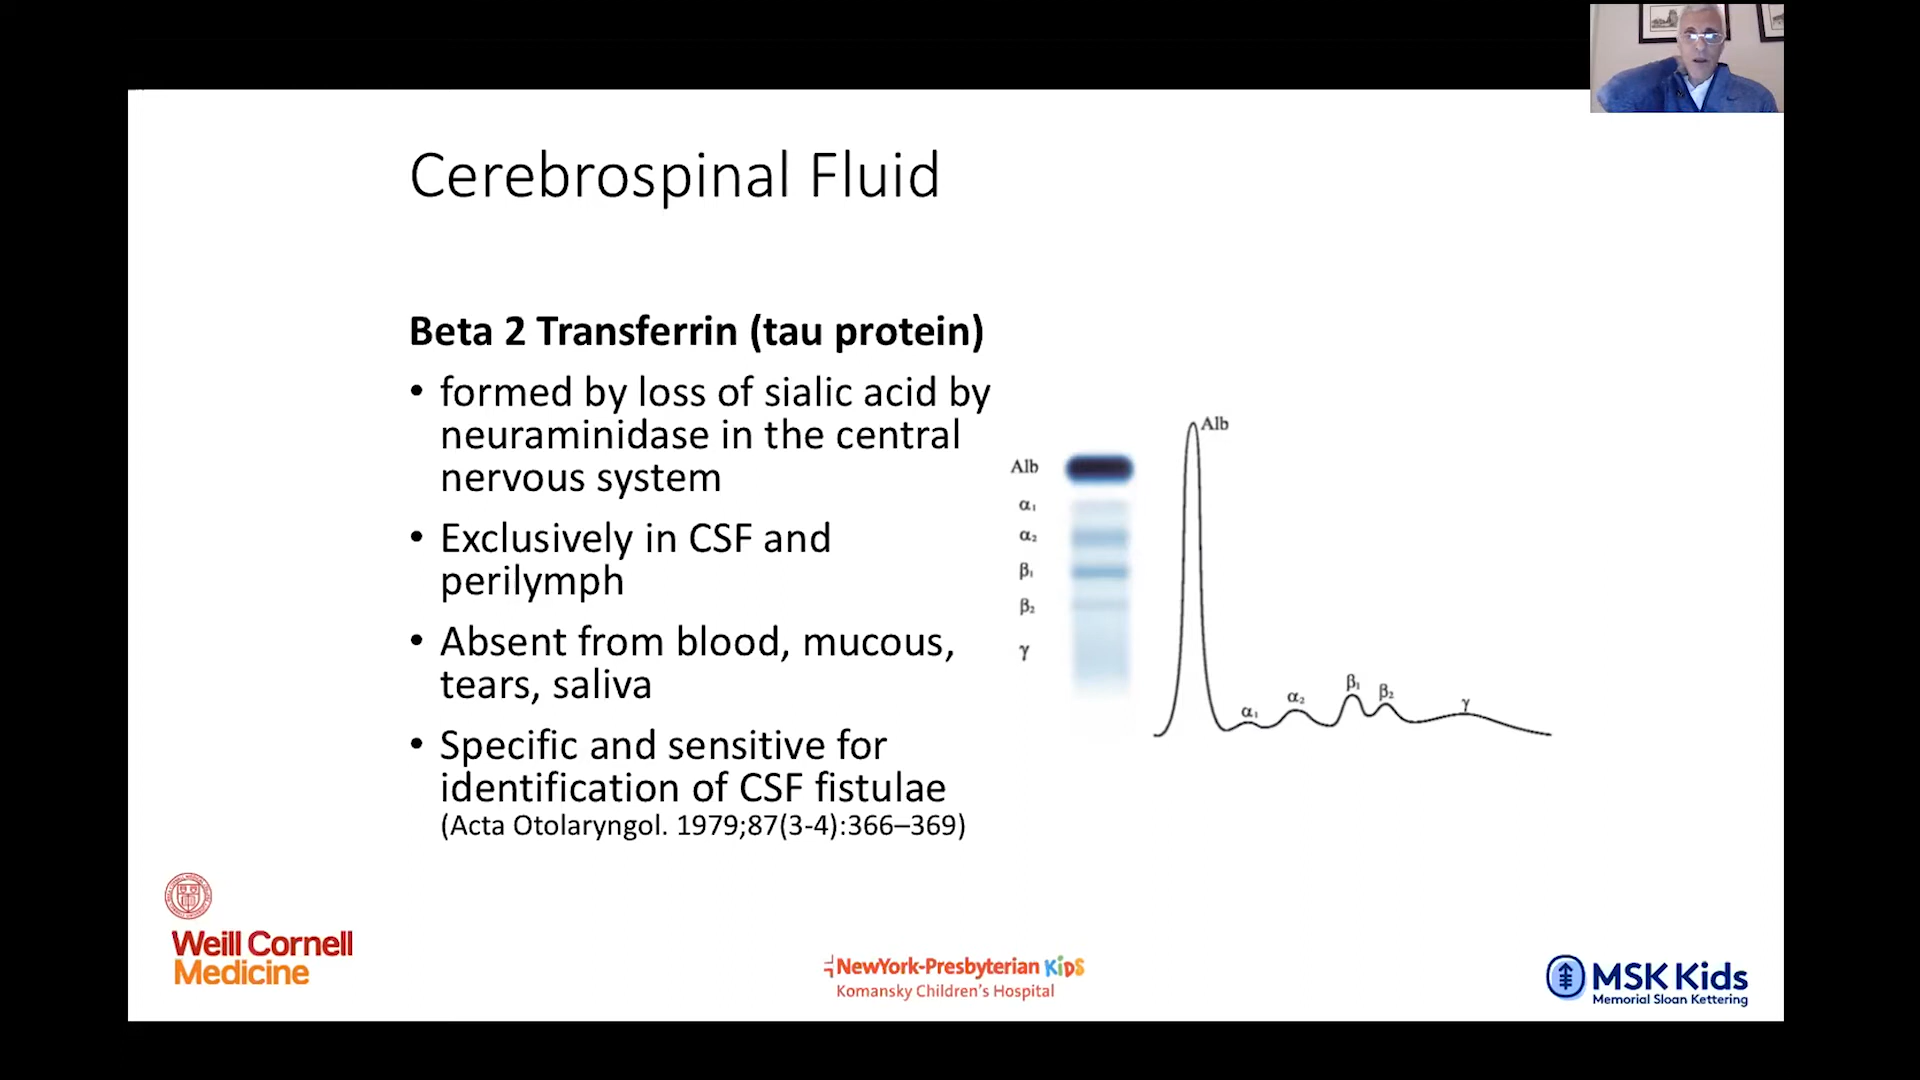 Cerebrospinal Fluid
Beta 2 Transferrin (tau protein)
• formed by loss of sialic acid by
neuraminidase in the central
nervous system
• Exclusively in CSF and
perilymph
• Absent from blood, mucous,
tears, saliva
• Specific and sensitive for
identification of CSF fistulae
(Acta Otolaryngol. 1979;87(3-4):366–369)
Alb
α₁
α₂
β₁
β₂
γ
Alb
α₁
α₂
β₁
β₂
γ
Weill Cornell
Medicine
NewYork-Presbyterian KiDS
Komansky Children's Hospital
MSK Kids
Memorial Sloan Kettering